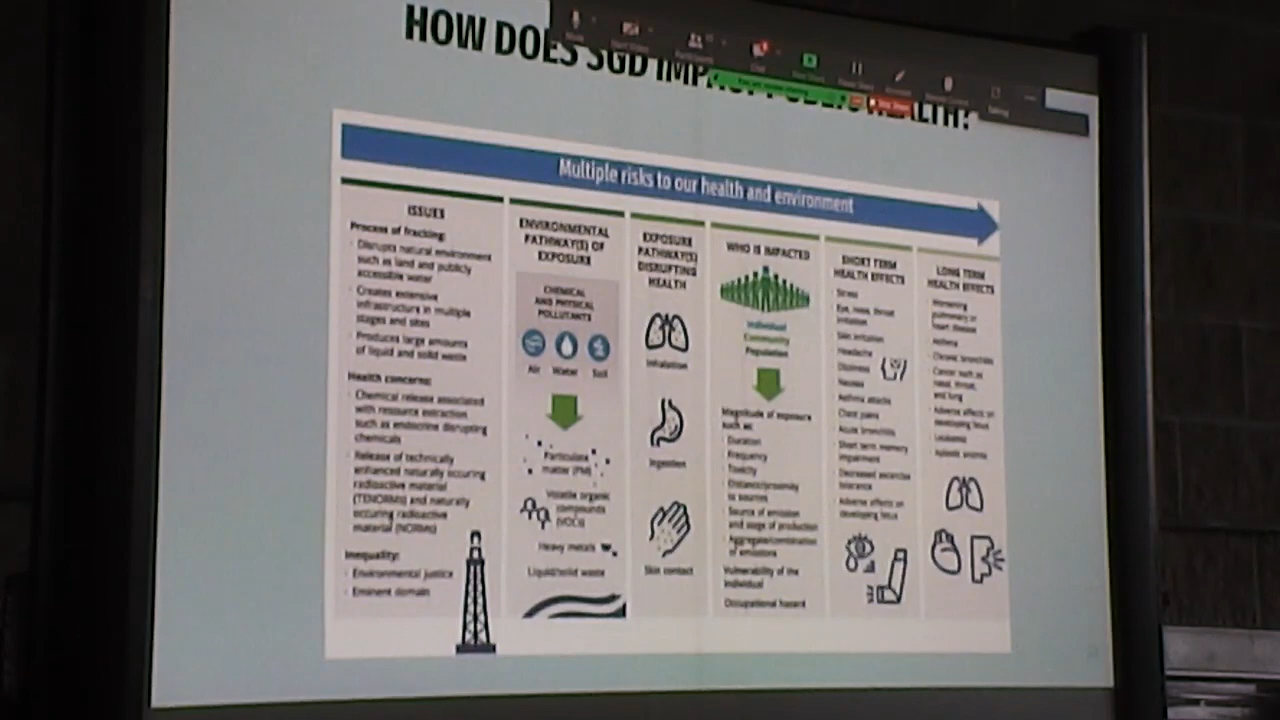 HOW DOES SGD IMPACT PUBLIC HEALTH?
Multiple risks to our health and environment
ISSUES
Process of fracking:
Disrupts natural environment
such as land and publicly
accessible water
Creates extensive
infrastructure in multiple
stages and sites
Produces large amounts
of liquid and solid waste
Health concerns:
Chemical release associated
with resource extraction
such as endocrine disrupting
chemicals
Release of technically
enhanced naturally occuring
radioactive material
(TENORMs) and naturally
occuring radioactive
material (NORMs)
Inequality:
Environmental justice
Eminent domain
ENVIRONMENTAL
PATHWAY(S) OF
EXPOSURE
CHEMICAL
AND PHYSICAL
POLLUTANTS
Air Water Soil
Particulate
matter (PM)
Volatile organic
compounds
(VOCs)
Heavy metals
Liquid/solid waste
EXPOSURE
PATHWAY(S)
DISRUPTING
HEALTH
Inhalation
Ingestion
Skin contact
WHO IS IMPACTED
Individual
Community
Population
Magnitude of exposure
such as:
Duration
Frequency
Toxicity
Distance/proximity
to sources
Source of emission
and stage of production
Aggregate/combination
of emissions
Vulnerability of the
individual
Occupational hazard
SHORT TERM
HEALTH EFFECTS
Stress
Eye, nose, throat
irritation
Skin irritation
Headache
Dizziness
Nausea
Asthma attacks
Chest pains
Acute bronchitis
Short term memory
impairment
Decreased exercise
tolerance
Adverse effects on
developing fetus
LONG TERM
HEALTH EFFECTS
Worsening
pulmonary or
heart disease
Asthma
Chronic bronchitis
Cancer such as
nasal, throat,
and lung
Adverse effects on
developing fetus
Leukemia
Aplastic anemia